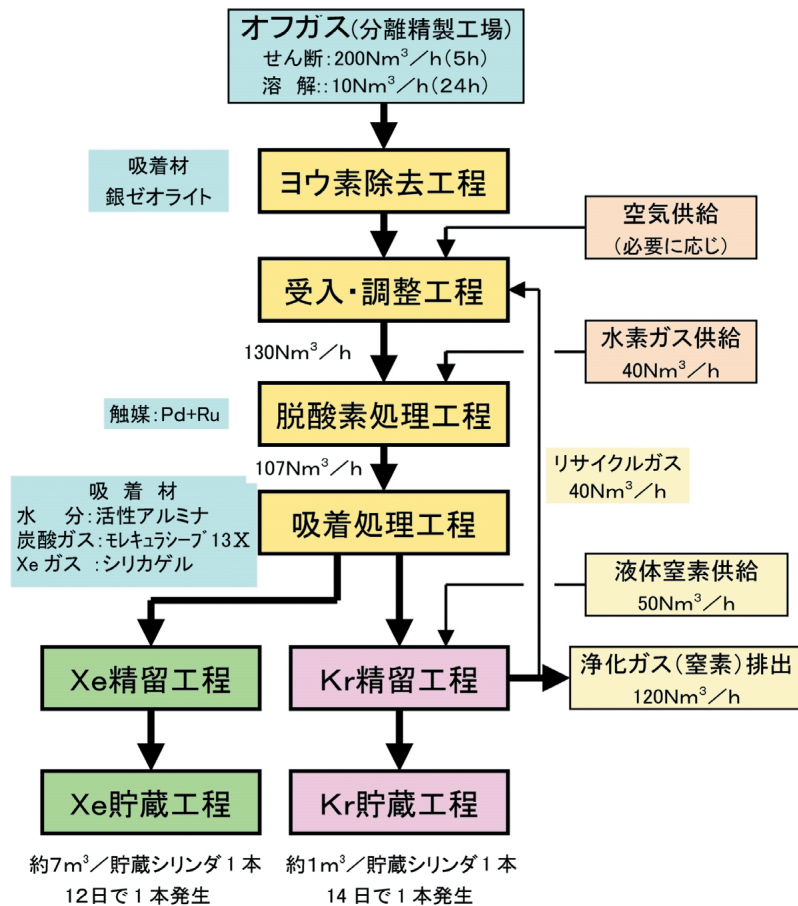 オフガス(分離精製工場)
せん断:200Nm³/h(5h)
溶 解::10Nm³/h(24h)
吸着材
銀ゼオライト
ヨウ素除去工程
空気供給
(必要に応じ)
受入・調整工程
130Nm³/h
水素ガス供給
40Nm³/h
触媒:Pd+Ru
脱酸素処理工程
107Nm³/h
リサイクルガス
40Nm³/h
吸 着 材
水 分:活性アルミナ
炭酸ガス:モレキュラシーブ13X
Xeガス :シリカゲル
吸着処理工程
液体窒素供給
50Nm³/h
Xe精留工程
Kr精留工程
浄化ガス(窒素)排出
120Nm³/h
Xe貯蔵工程
Kr貯蔵工程
約7m³/貯蔵シリンダ1本
12日で1本発生
約1m³/貯蔵シリンダ1本
14日で1本発生